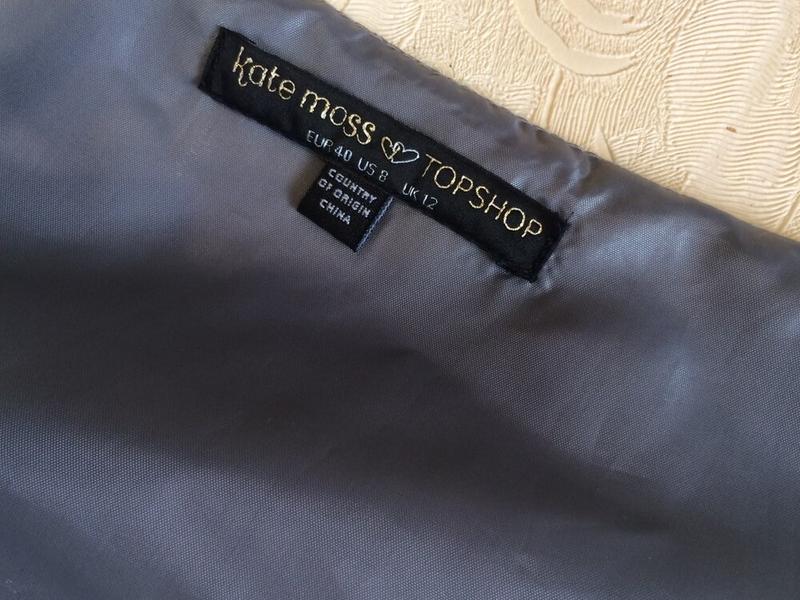 kate moss TOPSHOP
EUR 40 US 8 UK 12
COUNTRY
OF ORIGIN
CHINA